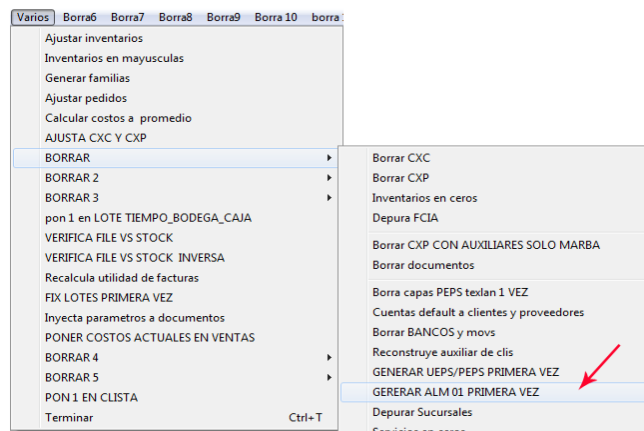 Varios Borra6 Borra7 Borra8 Borra9 Borra 10 borra
Ajustar inventarios
Inventarios en mayusculas
Generar familias
Ajustar pedidos
Calcular costos a promedio
AJUSTA CXC Y CXP
BORRAR
BORRAR 2
BORRAR 3
pon 1 en LOTE TIEMPO_BODEGA_CAJA
VERIFICA FILE VS STOCK
VERIFICA FILE VS STOCK INVERSA
Recalcula utilidad de facturas
FIX LOTES PRIMERA VEZ
Inyecta parametros a documentos
PONER COSTOS ACTUALES EN VENTAS
BORRAR 4
BORRAR 5
PON 1 EN CLISTA
Terminar Ctrl+T
Borrar CXC
Borrar CXP
Inventarios en ceros
Depura FCIA
Borrar CXP CON AUXILIARES SOLO MARBA
Borrar documentos
Borra capas PEPS texlan 1 VEZ
Cuentas default a clientes y proveedores
Borrar BANCOS y movs
Reconstruye auxiliar de clis
GENERAR UEPS/PEPS PRIMERA VEZ
GERERAR ALM 01 PRIMERA VEZ
Depurar Sucursales
Servicios en ceros